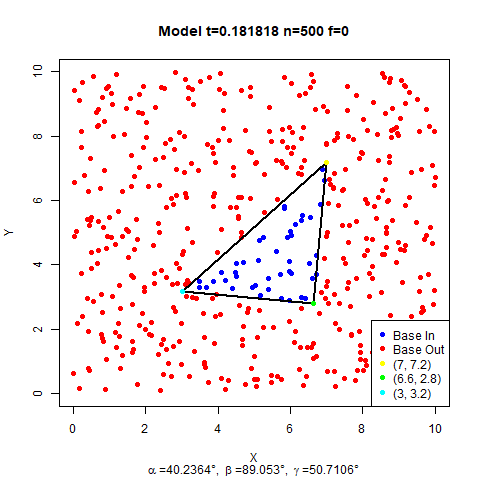 Model t=0.181818 n=500 f=0
10
8
6
4
2
0
Y
Base In
Base Out
(7, 7.2)
(6.6, 2.8)
(3, 3.2)
0 2 4 6 8 10
X
α=40.2364°, β=89.053°, γ=50.7106°